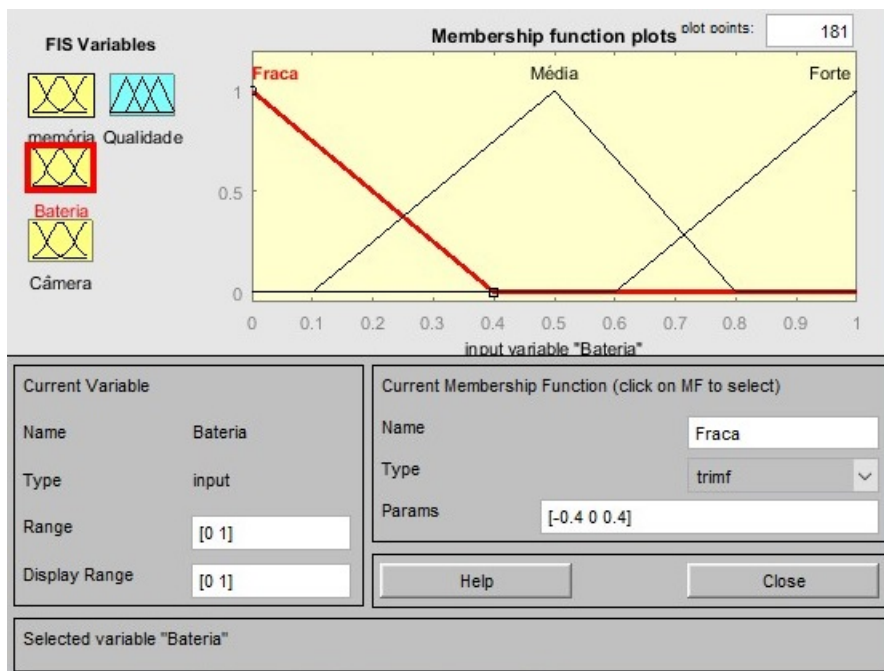 FIS Variables
memória Qualidade
Bateria
Câmera
Membership function plots plot points: 181
Fraca Média Forte
1
0.5
0
0 0.1 0.2 0.3 0.4 0.5 0.6 0.7 0.8 0.9 1
input variable "Bateria"
Current Variable
Name Bateria
Type input
Range [0 1]
Display Range [0 1]
Current Membership Function (click on MF to select)
Name Fraca
Type trimf
Params [-0.4 0 0.4]
Help Close
Selected variable "Bateria"